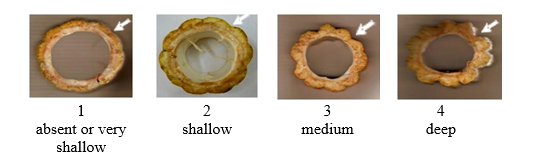 1
absent or very
shallow
2
shallow
3
medium
4
deep